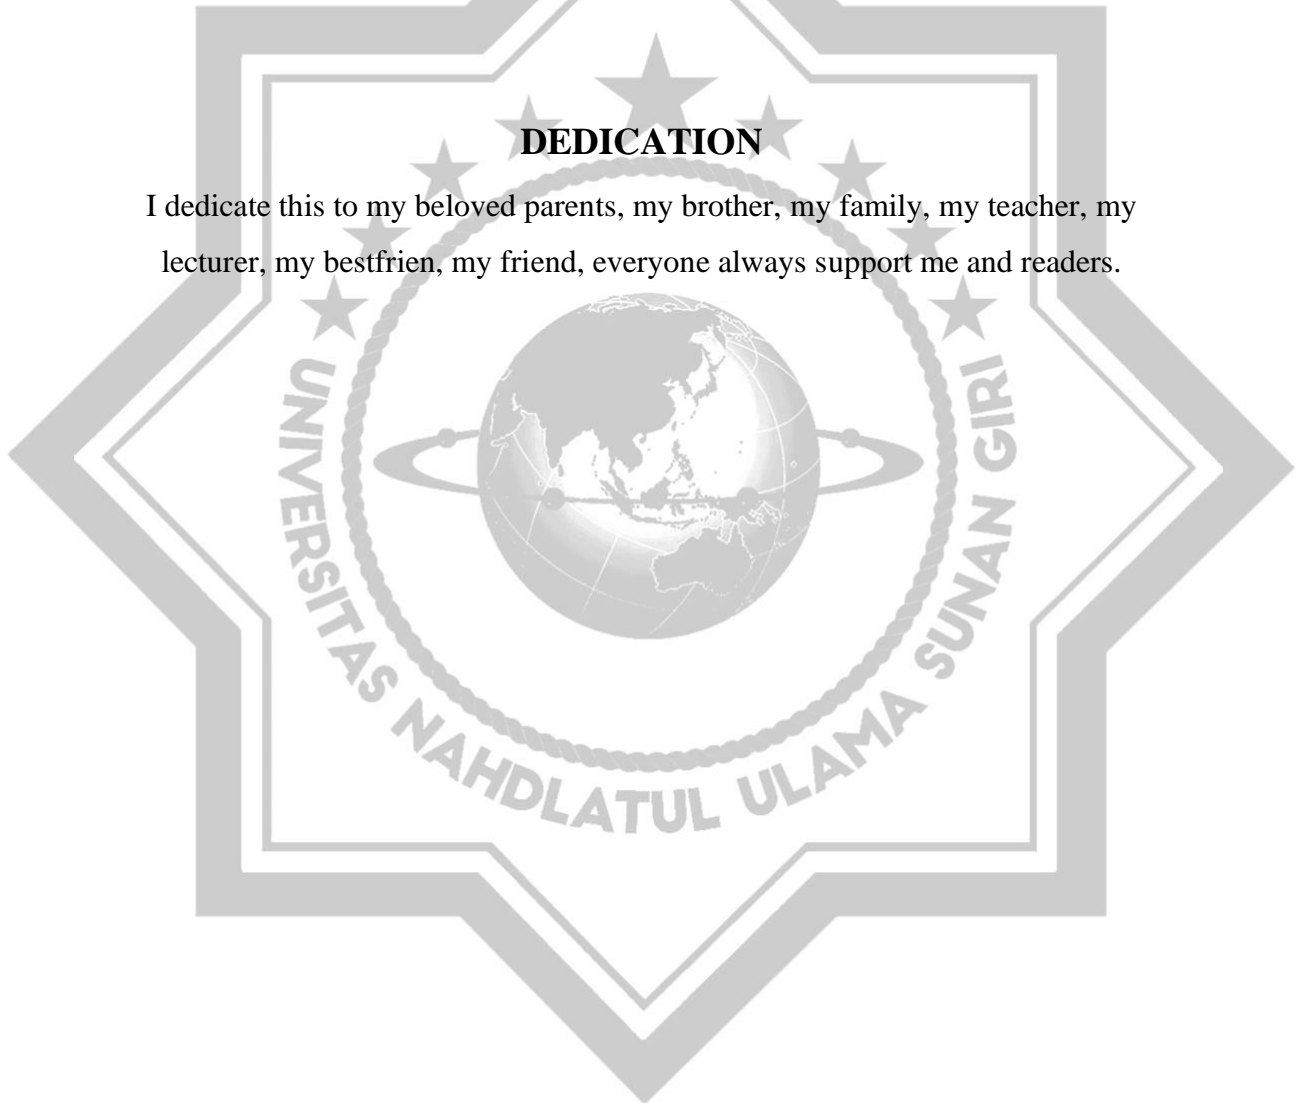 DEDICATION
I dedicate this to my beloved parents, my brother, my family, my teacher, my
lecturer, my bestfrien, my friend, everyone always support me and readers.
UNIVERSITAS NAHDLATUL ULAMA SUNAN GIRI